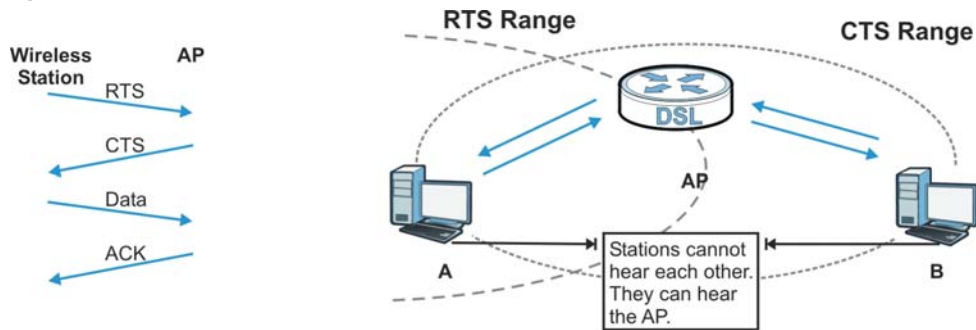 Wireless
Station
AP
RTS
CTS
Data
ACK
RTS Range
CTS Range
DSL
AP
A
B
Stations cannot
hear each other.
They can hear
the AP.